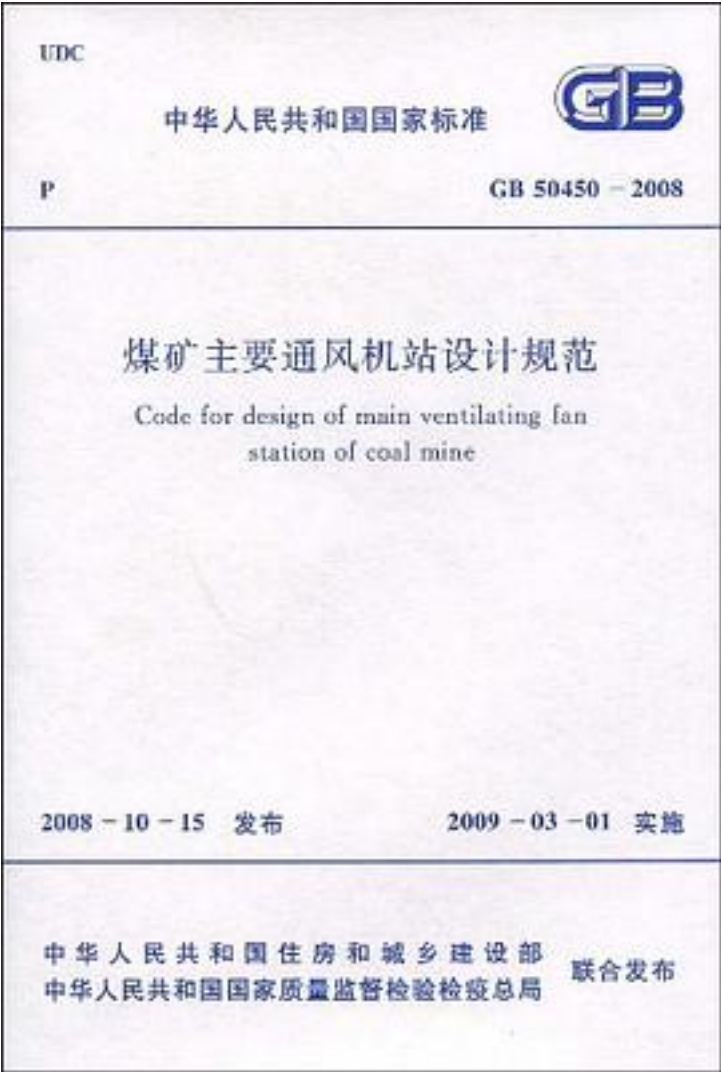 UDC
中华人民共和国国家标准
GB
P
GB 50450－2008
煤矿主要通风机站设计规范
Code for design of main ventilating fan
station of coal mine
2008－10－15 发布
2009－03－01 实施
中华人民共和国住房和城乡建设部
中华人民共和国国家质量监督检验检疫总局
联合发布